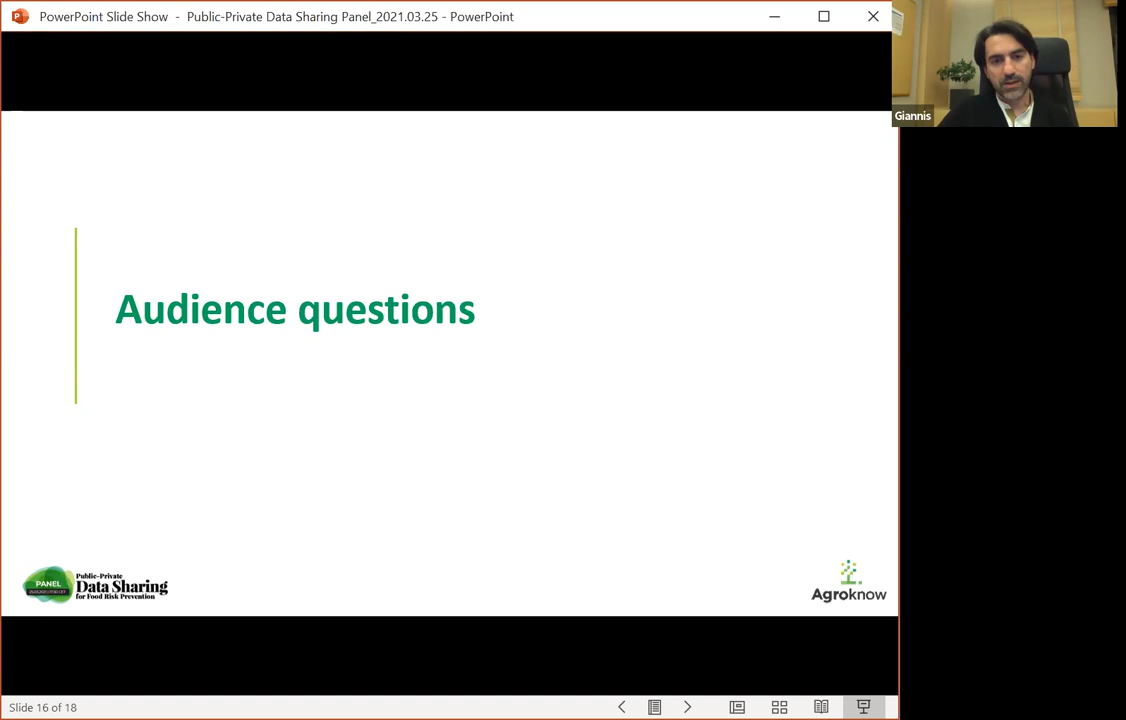 PowerPoint Slide Show - Public-Private Data Sharing Panel_2021.03.25 - PowerPoint
Giannis
Audience questions
PANEL
Public-Private
Data Sharing
for Food Risk Prevention
Agroknow
Slide 16 of 18